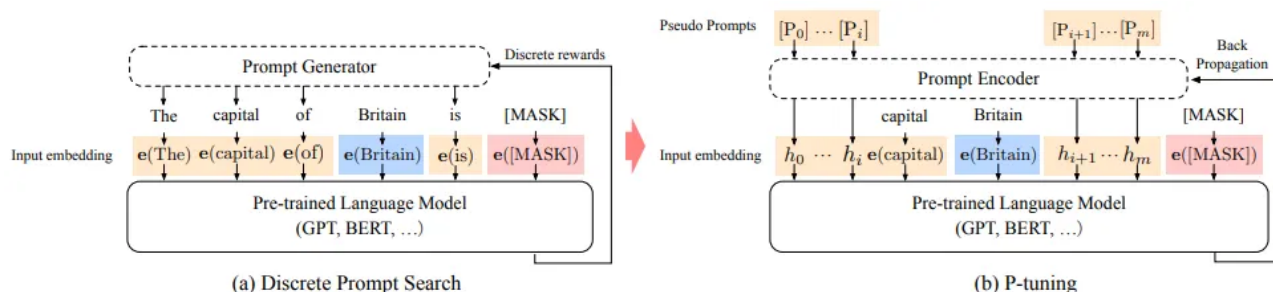 Discrete rewards
Prompt Generator
The capital of Britain is [MASK]
Input embedding e(The) e(capital) e(of) e(Britain) e(is) e([MASK])
Pre-trained Language Model
(GPT, BERT, …)
(a) Discrete Prompt Search
Pseudo Prompts [P0] ⋯ [Pi] [Pi+1] ⋯ [Pm]
Back
Propagation
Prompt Encoder
capital Britain [MASK]
Input embedding h0 ⋯ hi e(capital) e(Britain) hi+1 ⋯ hm e([MASK])
Pre-trained Language Model
(GPT, BERT, …)
(b) P-tuning